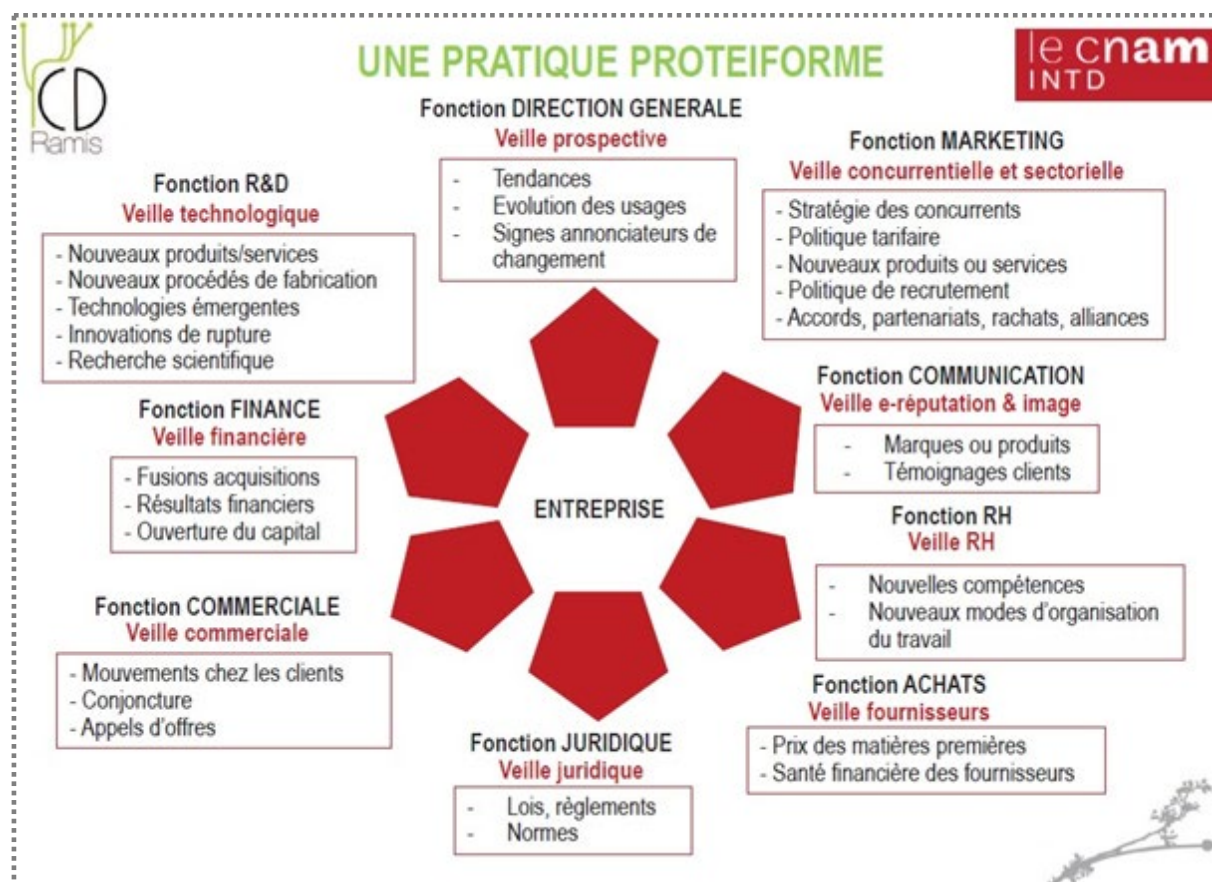 CD
Ramis
UNE PRATIQUE PROTEIFORME
le cnam
INTD
Fonction DIRECTION GENERALE
Veille prospective
- Tendances
- Evolution des usages
- Signes annonciateurs de
changement
Fonction MARKETING
Veille concurrentielle et sectorielle
- Stratégie des concurrents
- Politique tarifaire
- Nouveaux produits ou services
- Politique de recrutement
- Accords, partenariats, rachats, alliances
Fonction R&D
Veille technologique
- Nouveaux produits/services
- Nouveaux procédés de fabrication
- Technologies émergentes
- Innovations de rupture
- Recherche scientifique
Fonction COMMUNICATION
Veille e-réputation & image
- Marques ou produits
- Témoignages clients
Fonction FINANCE
Veille financière
- Fusions acquisitions
- Résultats financiers
- Ouverture du capital
ENTREPRISE
Fonction RH
Veille RH
- Nouvelles compétences
- Nouveaux modes d'organisation
du travail
Fonction COMMERCIALE
Veille commerciale
- Mouvements chez les clients
- Conjoncture
- Appels d'offres
Fonction ACHATS
Veille fournisseurs
- Prix des matières premières
- Santé financière des fournisseurs
Fonction JURIDIQUE
Veille juridique
- Lois, règlements
- Normes